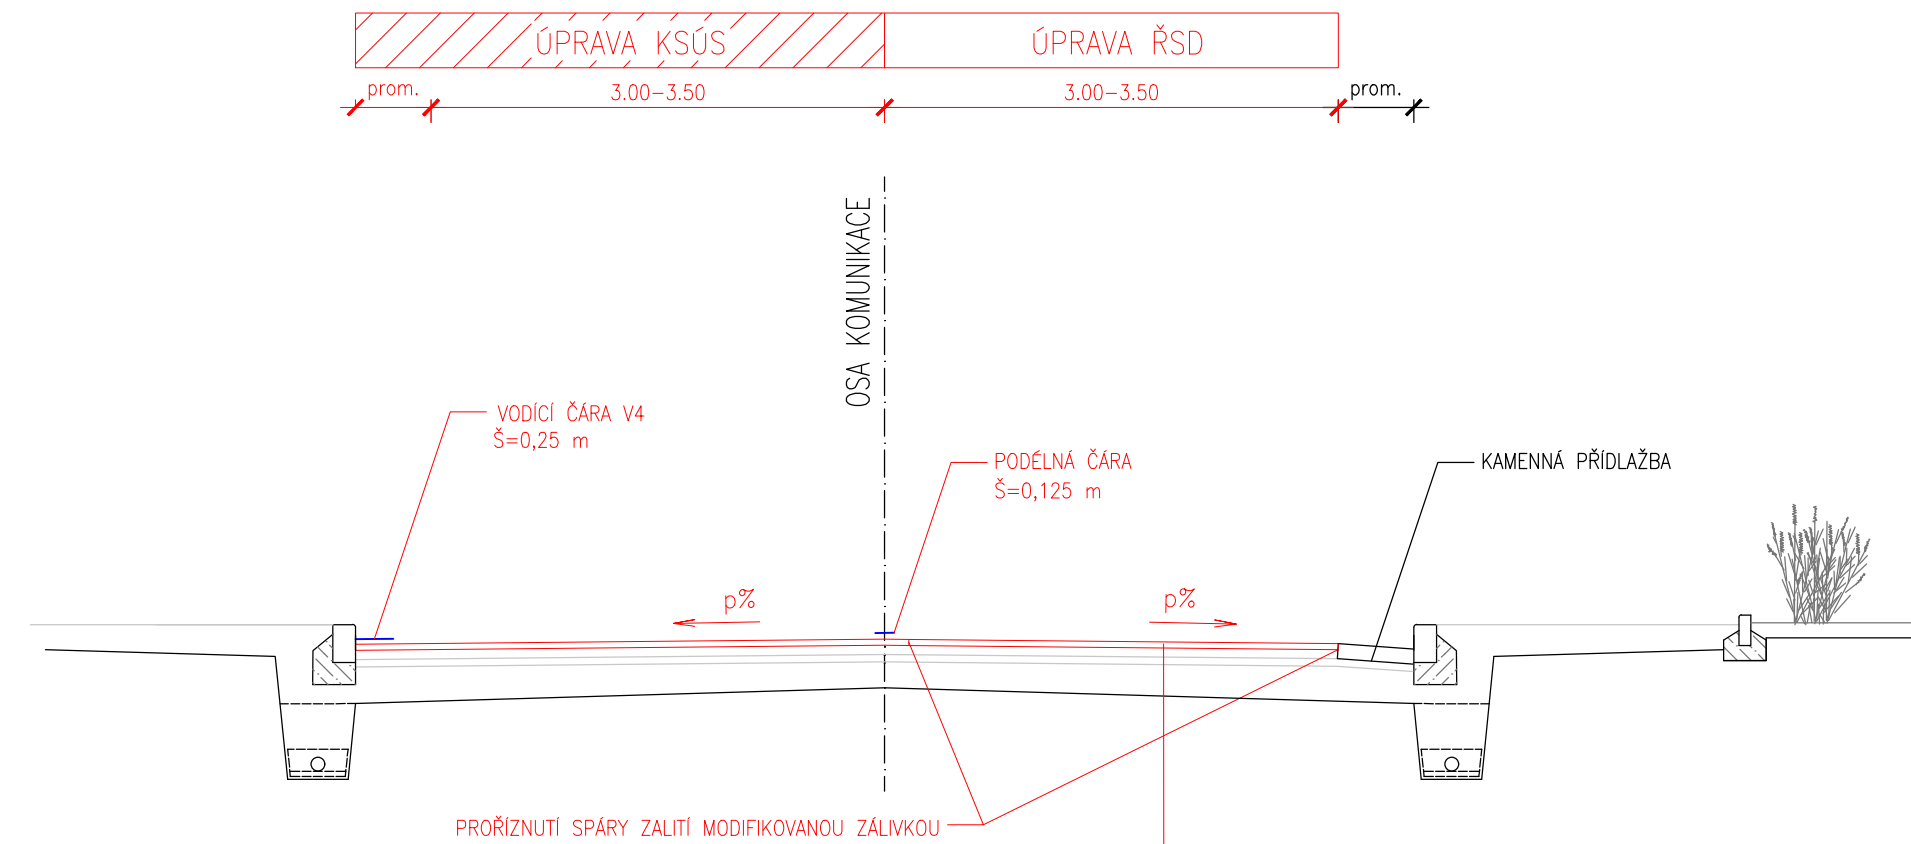 ÚPRAVA KSÚS
ÚPRAVA ŘSD
prom.
3.00-3.50
3.00-3.50
prom.
OSA KOMUNIKACE
VODÍCÍ ČÁRA V4
Š=0,25 m
PODÉLNÁ ČÁRA
Š=0,125 m
KAMENNÁ PŘÍDLAŽBA
p%
p%
PROŘÍZNUTÍ SPÁRY ZALITÍ MODIFIKOVANOU ZÁLIVKOU